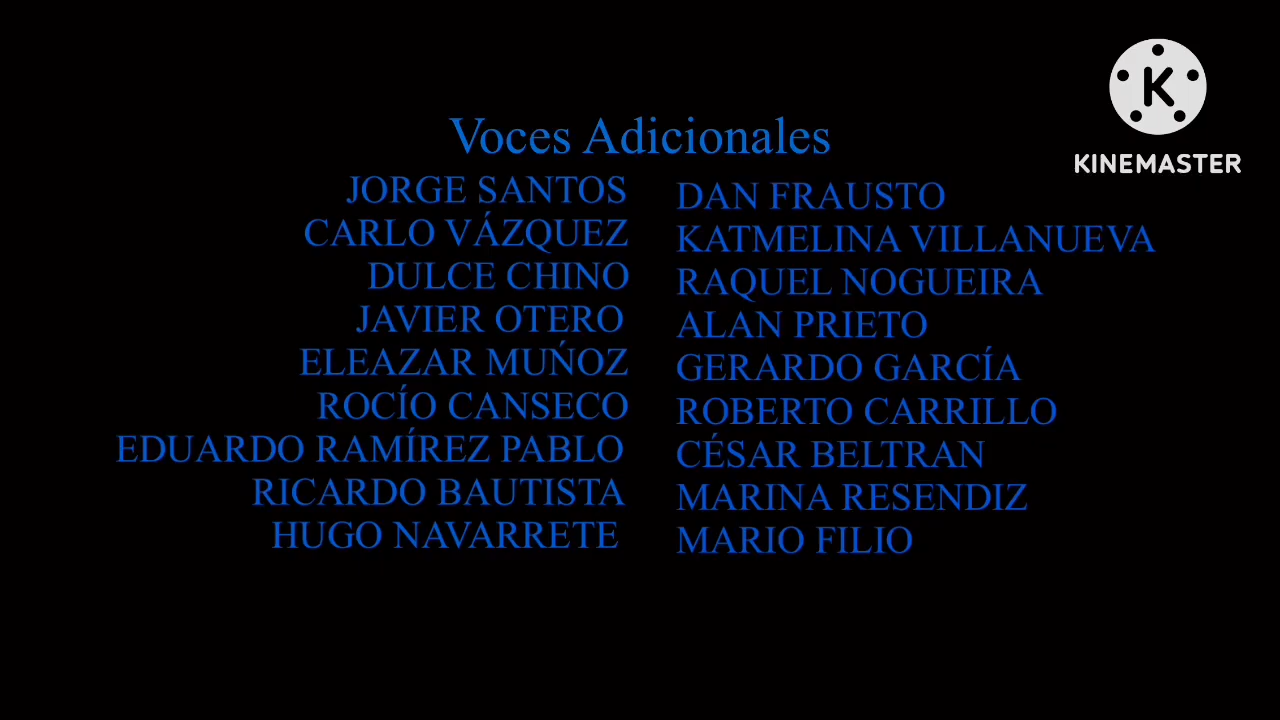 Voces Adicionales
JORGE SANTOS
CARLO VÁZQUEZ
DULCE CHINO
JAVIER OTERO
ELEAZAR MUŃOZ
ROCÍO CANSECO
EDUARDO RAMÍREZ PABLO
RICARDO BAUTISTA
HUGO NAVARRETE
DAN FRAUSTO
KATMELINA VILLANUEVA
RAQUEL NOGUEIRA
ALAN PRIETO
GERARDO GARCÍA
ROBERTO CARRILLO
CÉSAR BELTRAN
MARINA RESENDIZ
MARIO FILIO
K
KINEMASTER